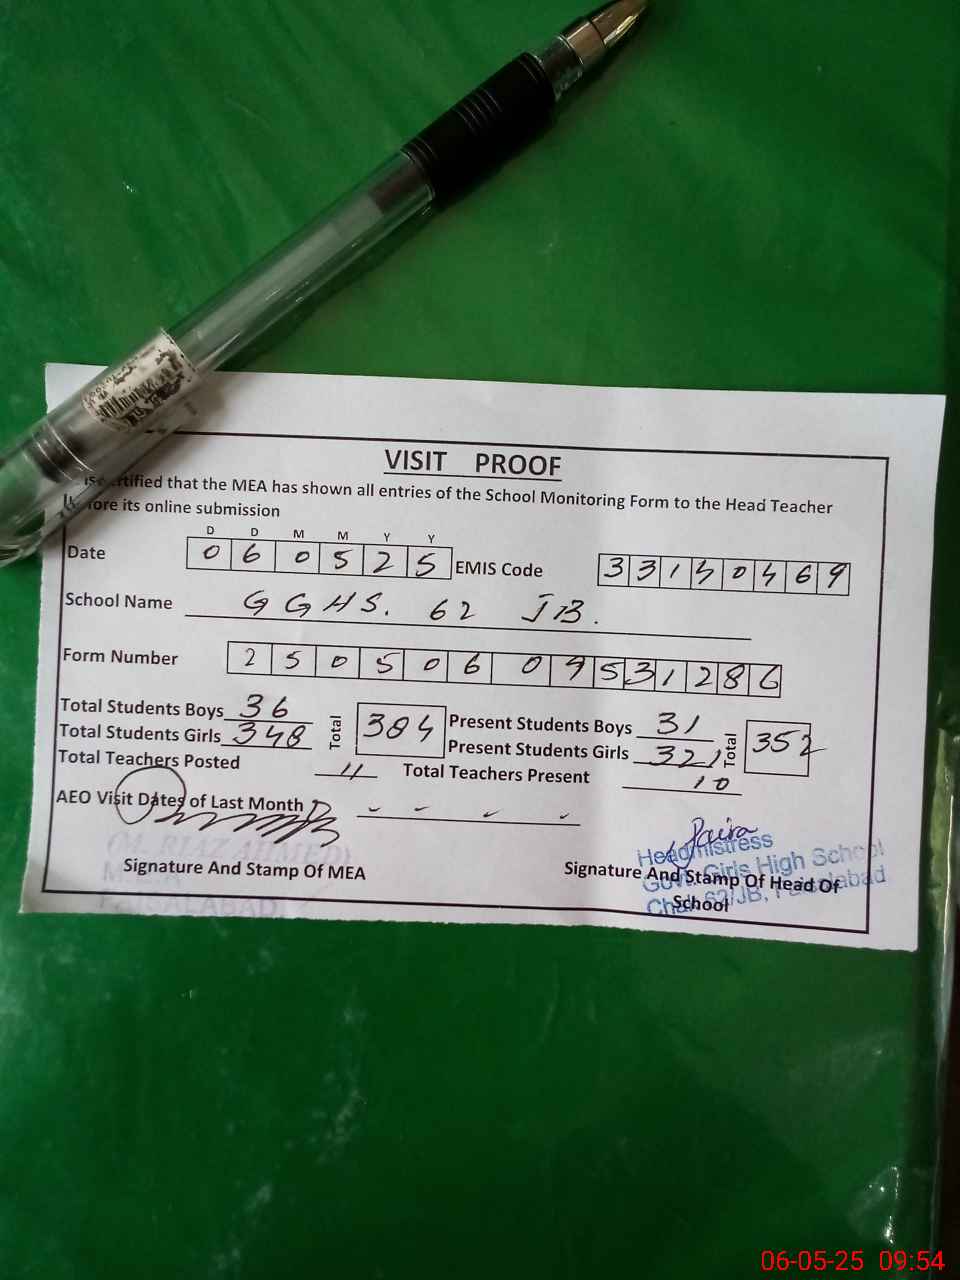 VISIT PROOF
is certified that the MEA has shown all entries of the School Monitoring Form to the Head Teacher
before its online submission
D D M M Y Y
Date 0 6 0 5 2 5 EMIS Code 3 3 1 4 0 4 6 9
School Name GGHS. 62 JB.
Form Number 2 5 0 5 0 6 0 9 5 3 1 2 8 6
Total Students Boys 36 Total 384 Present Students Boys 31 Total 352
Total Students Girls 348 Present Students Girls 321
Total Teachers Posted 11 Total Teachers Present 10
AEO Visit Dates of Last Month
(M. RIAZ AHMED)
M.E.A
FAISALABAD
Signature And Stamp Of MEA
Headmistress
Govt. Girls High School
Chak 62/JB, Faisalabad
Signature And Stamp Of Head Of
School
06-05-25 09:54